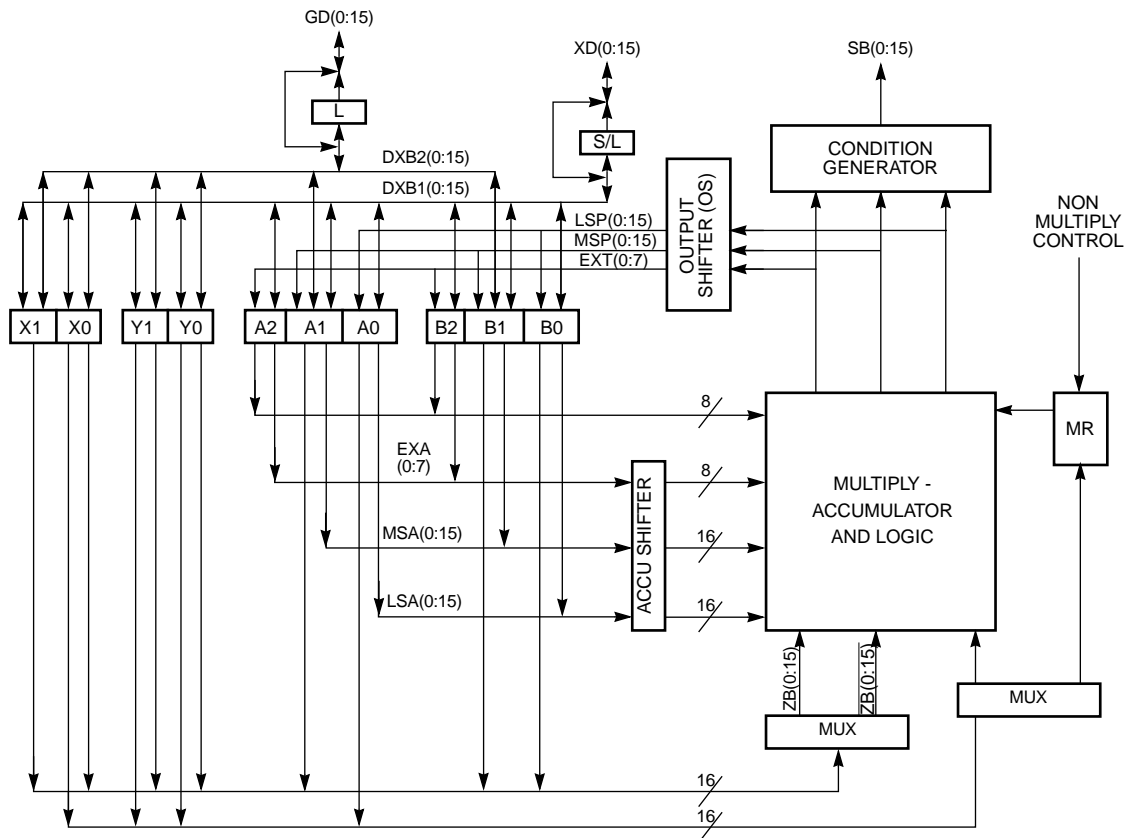 GD(0:15)
XD(0:15)
SB(0:15)
L
S/L
CONDITION
GENERATOR
DXB2(0:15)
DXB1(0:15)
OUTPUT
SHIFTER (OS)
LSP(0:15)
MSP(0:15)
EXT(0:7)
NON
MULTIPLY
CONTROL
X1 X0 Y1 Y0 A2 A1 A0 B2 B1 B0
8
MR
EXA
(0:7)
8
MULTIPLY -
ACCUMULATOR
AND LOGIC
ACCU SHIFTER
MSA(0:15)
16
LSA(0:15)
16
ZB(0:15)
ZB(0:15)
MUX
MUX
16
16